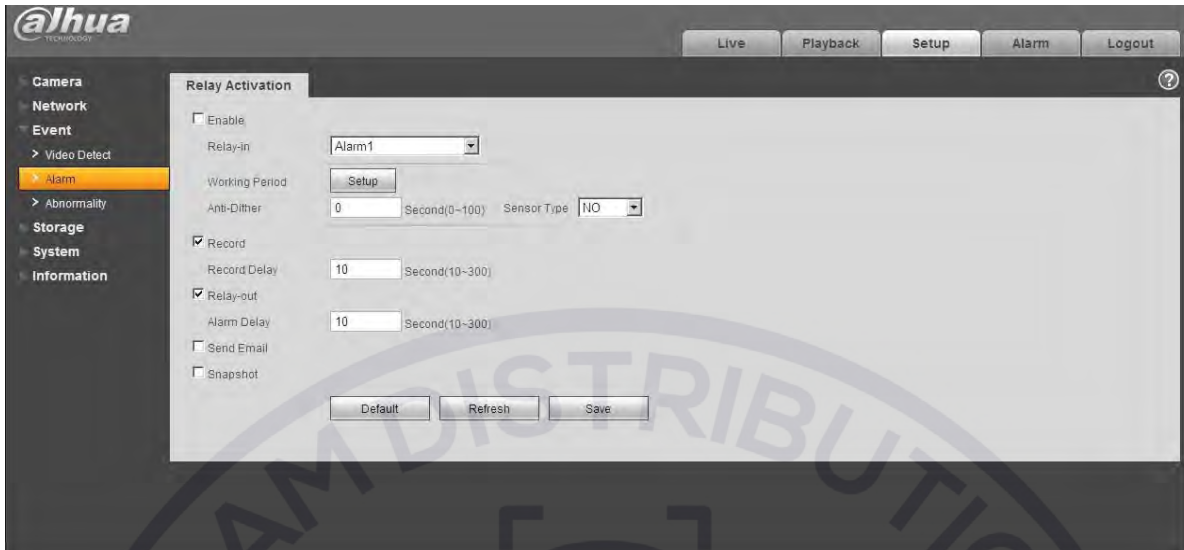 alhua
TECHNOLOGY
Live Playback Setup Alarm Logout
Camera
Network
Event
> Video Detect
> Alarm
> Abnormality
Storage
System
Information
Relay Activation
?
Enable
Relay-in Alarm1
Working Period Setup
Anti-Dither 0 Second(0~100) Sensor Type NO
Record
Record Delay 10 Second(10~300)
Relay-out
Alarm Delay 10 Second(10~300)
Send Email
Snapshot
Default Refresh Save
AM DISTRIBUTIO